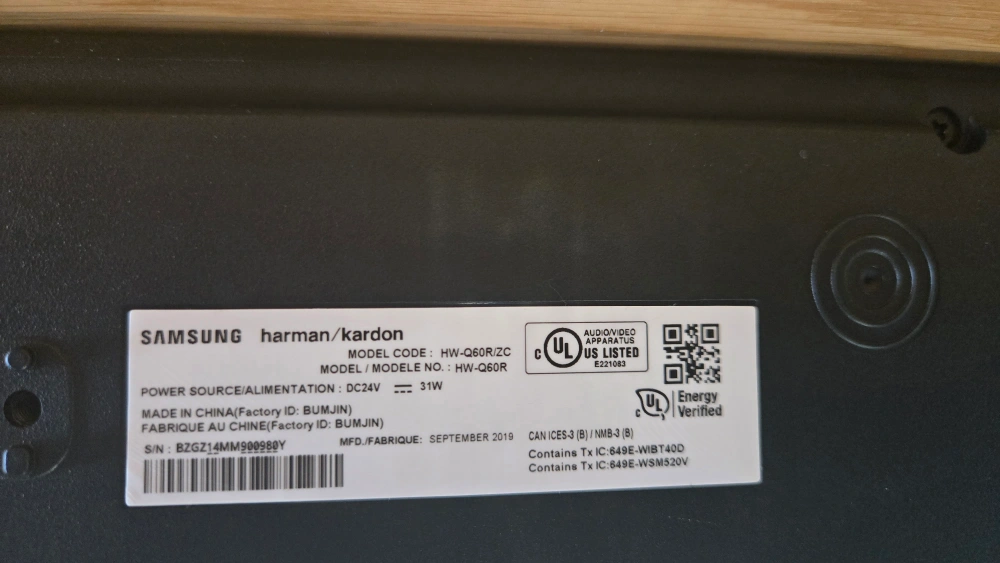 SAMSUNG harman/kardon
MODEL CODE : HW-Q60R/ZC
MODEL / MODELE NO. : HW-Q60R
POWER SOURCE/ALIMENTATION : DC24V 31W
MADE IN CHINA(Factory ID: BUMJIN)
FABRIQUE AU CHINE(Factory ID: BUMJIN)
S/N : BZGZ14MM900980Y
MFD./FABRIQUE: SEPTEMBER 2019
C UL US LISTED
AUDIO/VIDEO
APPARATUS
E221063
C UL Energy
Verified
CAN ICES-3 (B) / NMB-3 (B)
Contains Tx IC:649E-WIBT40D
Contains Tx IC:649E-WSM520V